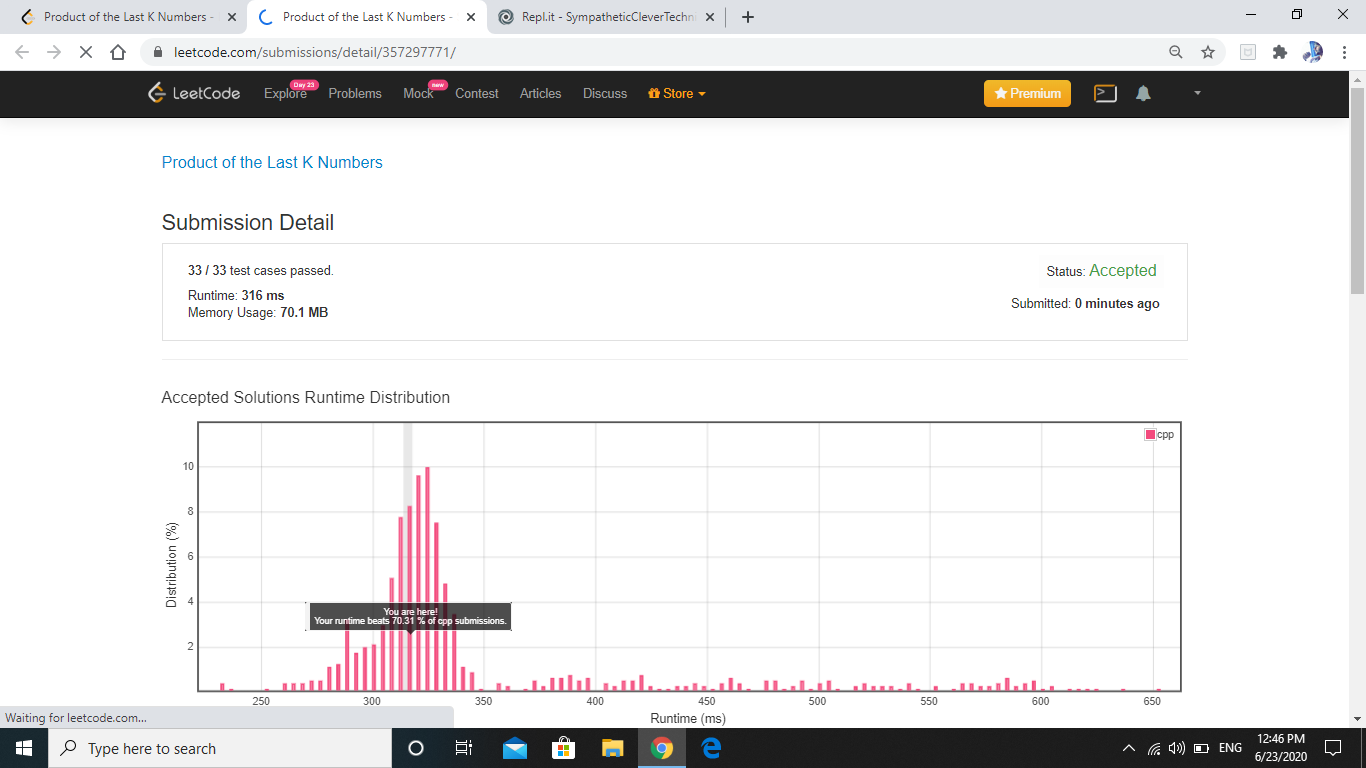 Product of the Last K Numbers -
Product of the Last K Numbers -
Repl.it - SympatheticCleverTechni
leetcode.com/submissions/detail/357297771/
LeetCode
Explore
Day 23
Problems
Mock
new
Contest
Articles
Discuss
Store
Premium
Product of the Last K Numbers
Submission Detail
33 / 33 test cases passed.
Status: Accepted
Runtime: 316 ms
Submitted: 0 minutes ago
Memory Usage: 70.1 MB
Accepted Solutions Runtime Distribution
cpp
10
8
6
4
2
Distribution (%)
You are here!
Your runtime beats 70.31 % of cpp submissions.
250
300
350
400
450
500
550
600
650
Runtime (ms)
Waiting for leetcode.com...
Type here to search
ENG
12:46 PM
6/23/2020